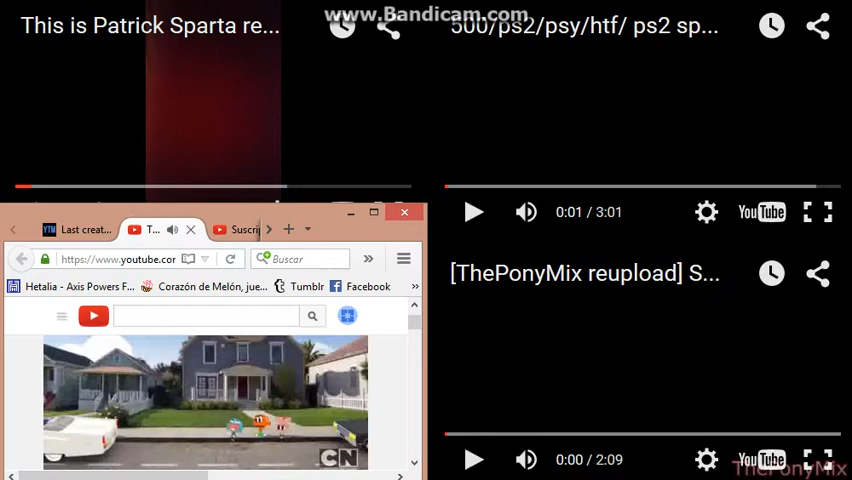 www.Bandicam.com
This is Patrick Sparta re...
500/ps2/psy/htf/ ps2 sp...
0:01 / 3:01
YouTube
Last creat...
T...
Suscri
https://www.youtube.cor
Buscar
Hetalia - Axis Powers F...
Corazón de Melón, jue...
Tumblr
Facebook
[ThePonyMix reupload] S...
CN
0:00 / 2:09
YouTube
ThePonyMix